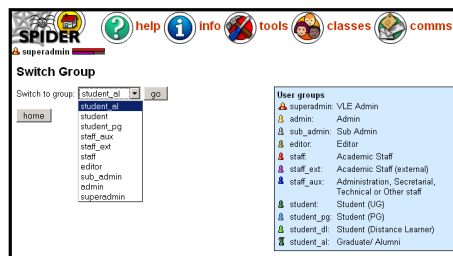 SPIDER help info tools classes comms
superadmin
Switch Group
Switch to group: student_al go
home
student_al
student
student_pg
staff_aux
staff_ext
staff
editor
sub_admin
admin
superadmin
User groups
superadmin: VLE Admin
admin: Admin
sub_admin: Sub Admin
editor: Editor
staff: Academic Staff
staff_ext: Academic Staff (external)
staff_aux: Administration, Secretarial,
Technical or Other staff
student: Student (UG)
student_pg: Student (PG)
student_dl: Student (Distance Learner)
student_al: Graduate/ Alumni